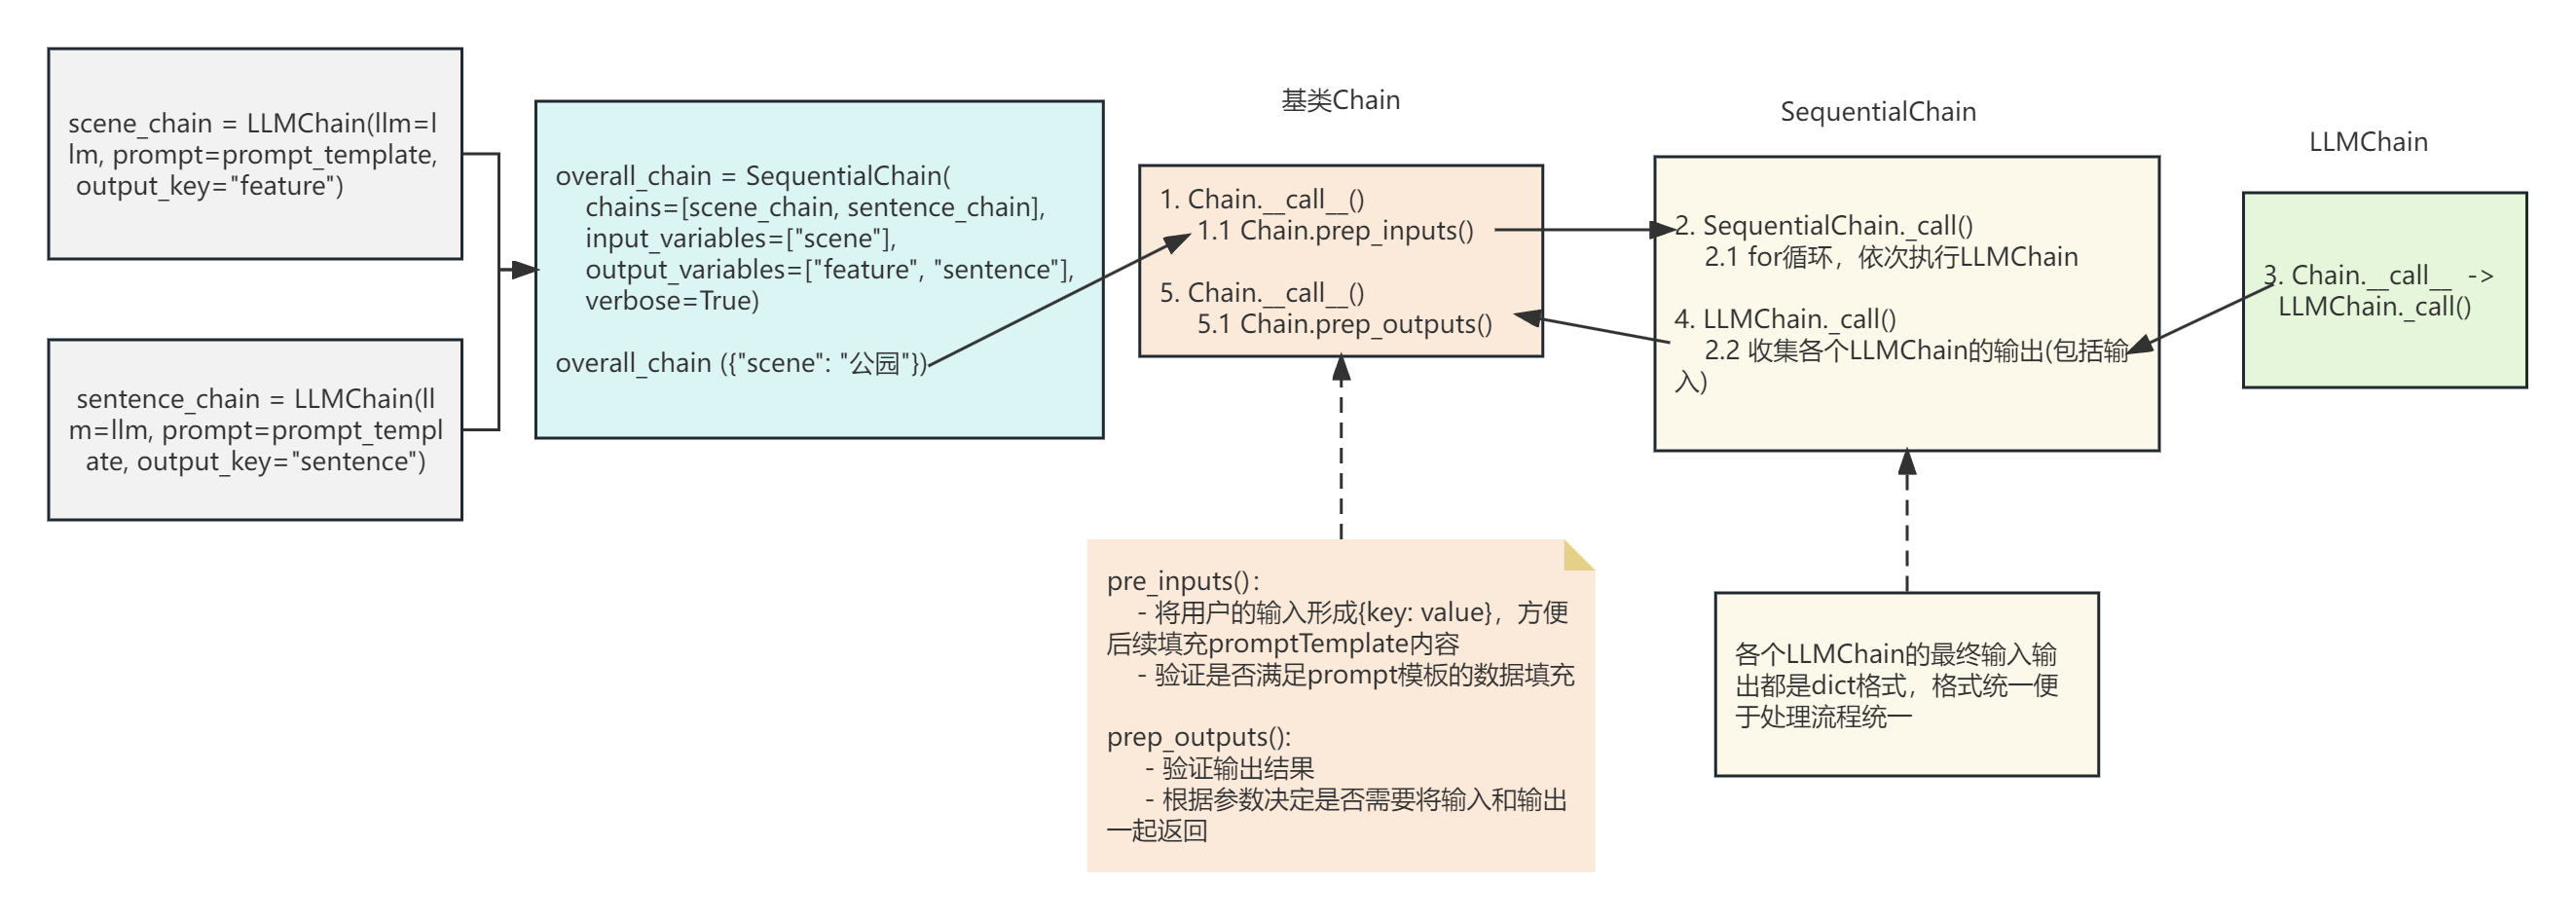 scene_chain = LLMChain(llm=l
lm, prompt=prompt_template,
output_key="feature")
sentence_chain = LLMChain(ll
m=llm, prompt=prompt_templ
ate, output_key="sentence")
overall_chain = SequentialChain(
chains=[scene_chain, sentence_chain],
input_variables=["scene"],
output_variables=["feature", "sentence"],
verbose=True)
overall_chain ({"scene": "公园"})
基类Chain
1. Chain.__call__()
1.1 Chain.prep_inputs()
5. Chain.__call__()
5.1 Chain.prep_outputs()
SequentialChain
2. SequentialChain._call()
2.1 for循环，依次执行LLMChain
4. LLMChain._call()
2.2 收集各个LLMChain的输出(包括输
入)
LLMChain
3. Chain.__call__ ->
LLMChain._call()
pre_inputs()：
- 将用户的输入形成{key: value}，方便
后续填充promptTemplate内容
- 验证是否满足prompt模板的数据填充
prep_outputs():
- 验证输出结果
- 根据参数决定是否需要将输入和输出
一起返回
各个LLMChain的最终输入输
出都是dict格式，格式统一便
于处理流程统一